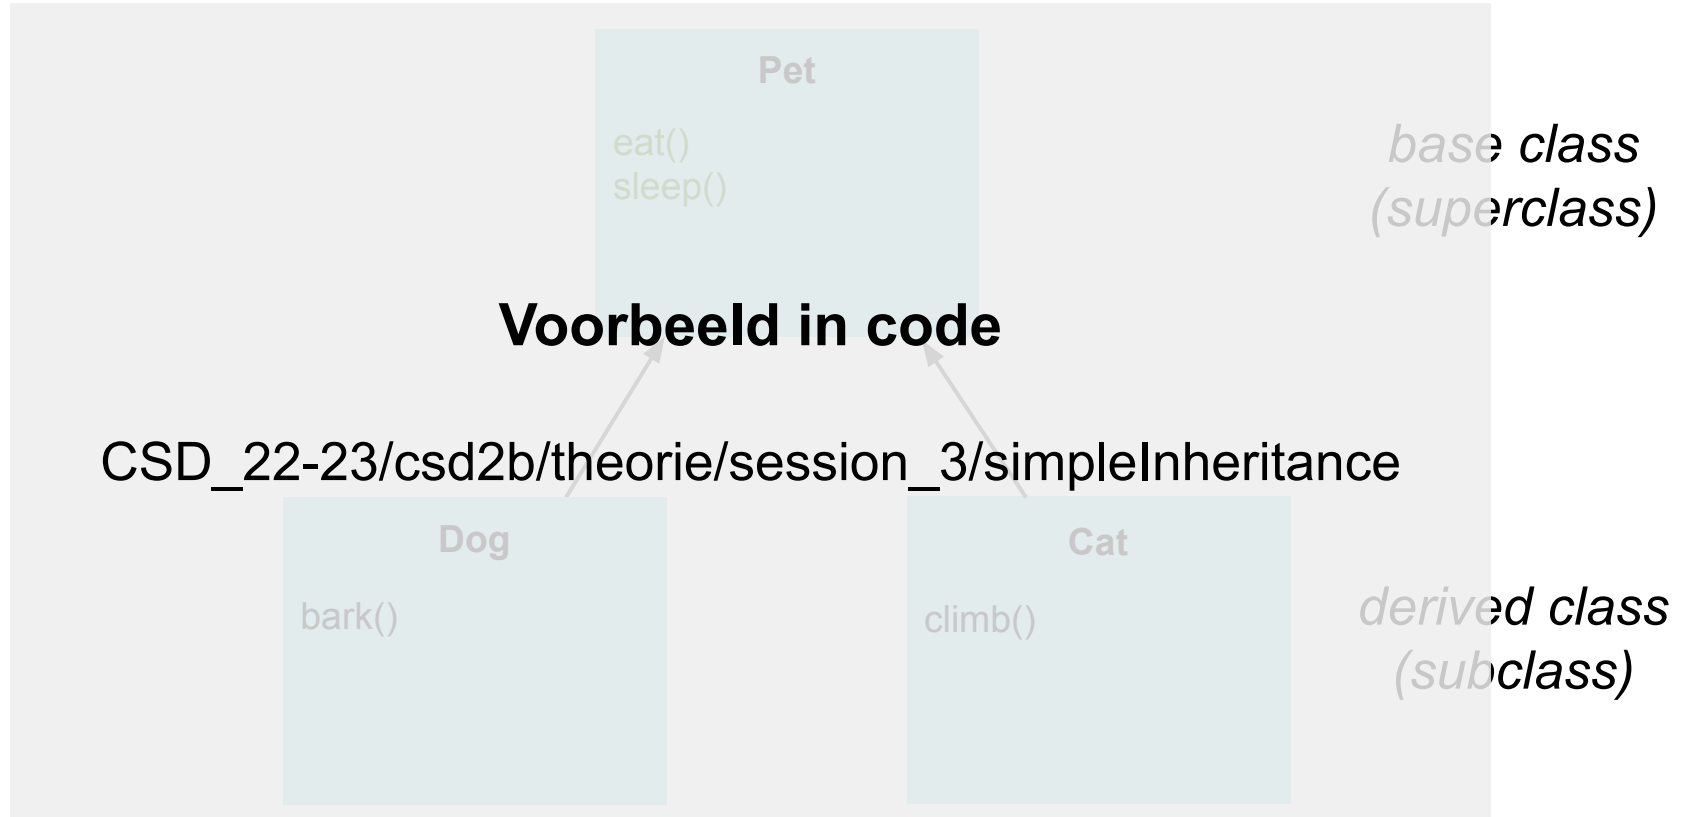 Pet
eat()
sleep()
base class
(superclass)
Voorbeeld in code
CSD_22-23/csd2b/theorie/session_3/simpleInheritance
Dog
bark()
Cat
climb()
derived class
(subclass)